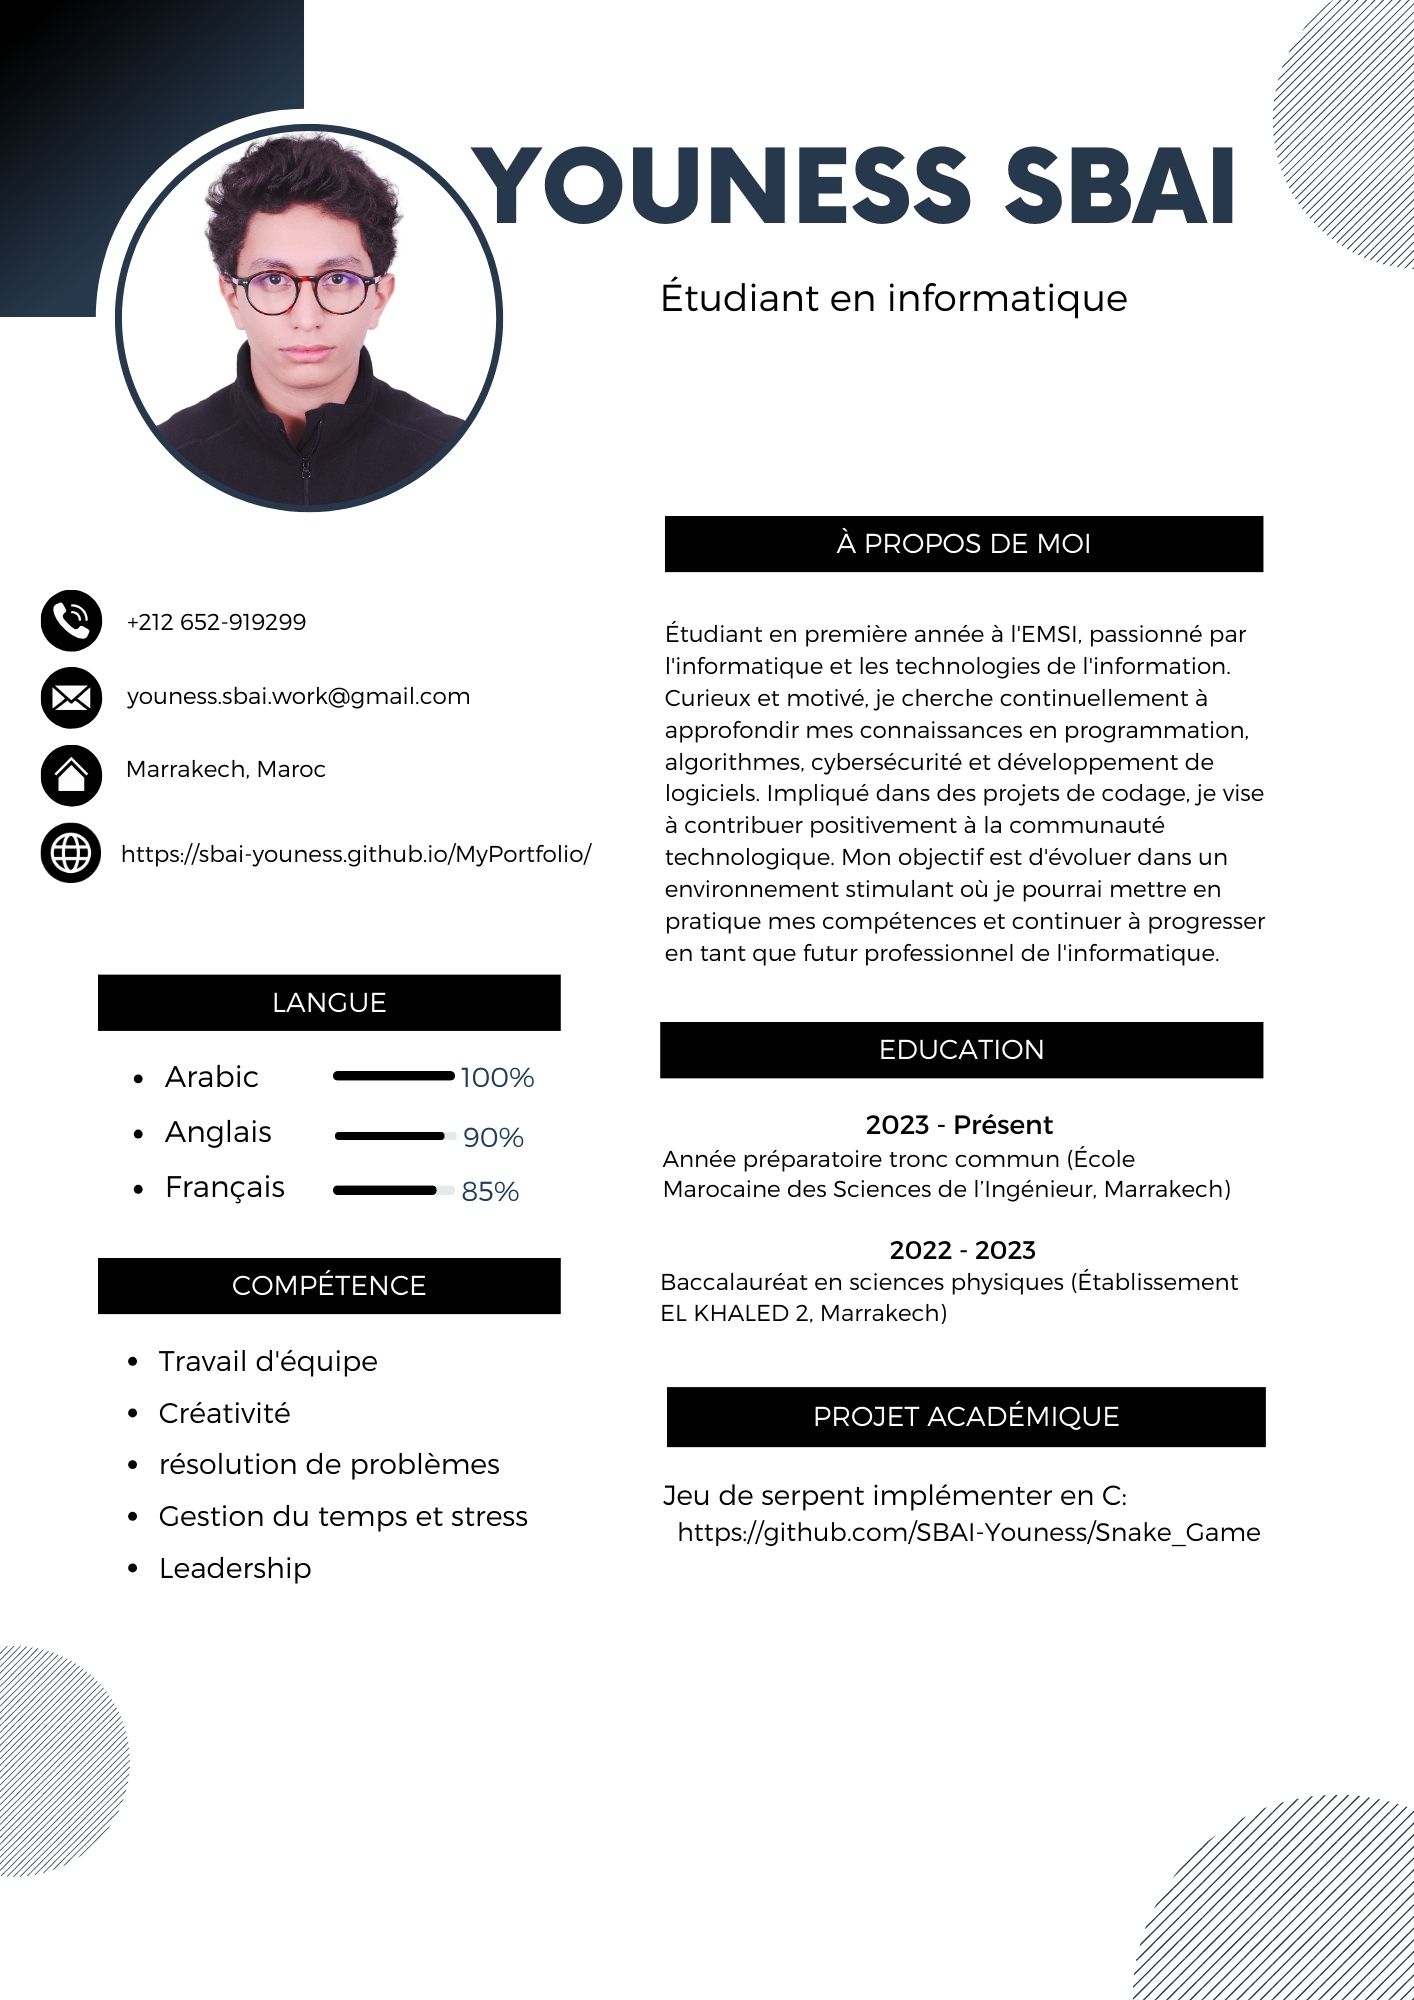 YOUNESS SBAI
Étudiant en informatique
+212 652-919299
youness.sbai.work@gmail.com
Marrakech, Maroc
https://sbai-youness.github.io/MyPortfolio/
LANGUE
• Arabic 100%
• Anglais 90%
• Français 85%
COMPÉTENCE
• Travail d'équipe
• Créativité
• résolution de problèmes
• Gestion du temps et stress
• Leadership
À PROPOS DE MOI
Étudiant en première année à l'EMSI, passionné par
l'informatique et les technologies de l'information.
Curieux et motivé, je cherche continuellement à
approfondir mes connaissances en programmation,
algorithmes, cybersécurité et développement de
logiciels. Impliqué dans des projets de codage, je vise
à contribuer positivement à la communauté
technologique. Mon objectif est d'évoluer dans un
environnement stimulant où je pourrai mettre en
pratique mes compétences et continuer à progresser
en tant que futur professionnel de l'informatique.
EDUCATION
2023 - Présent
Année préparatoire tronc commun (École
Marocaine des Sciences de l’Ingénieur, Marrakech)
2022 - 2023
Baccalauréat en sciences physiques (Établissement
EL KHALED 2, Marrakech)
PROJET ACADÉMIQUE
Jeu de serpent implémenter en C:
https://github.com/SBAI-Youness/Snake_Game